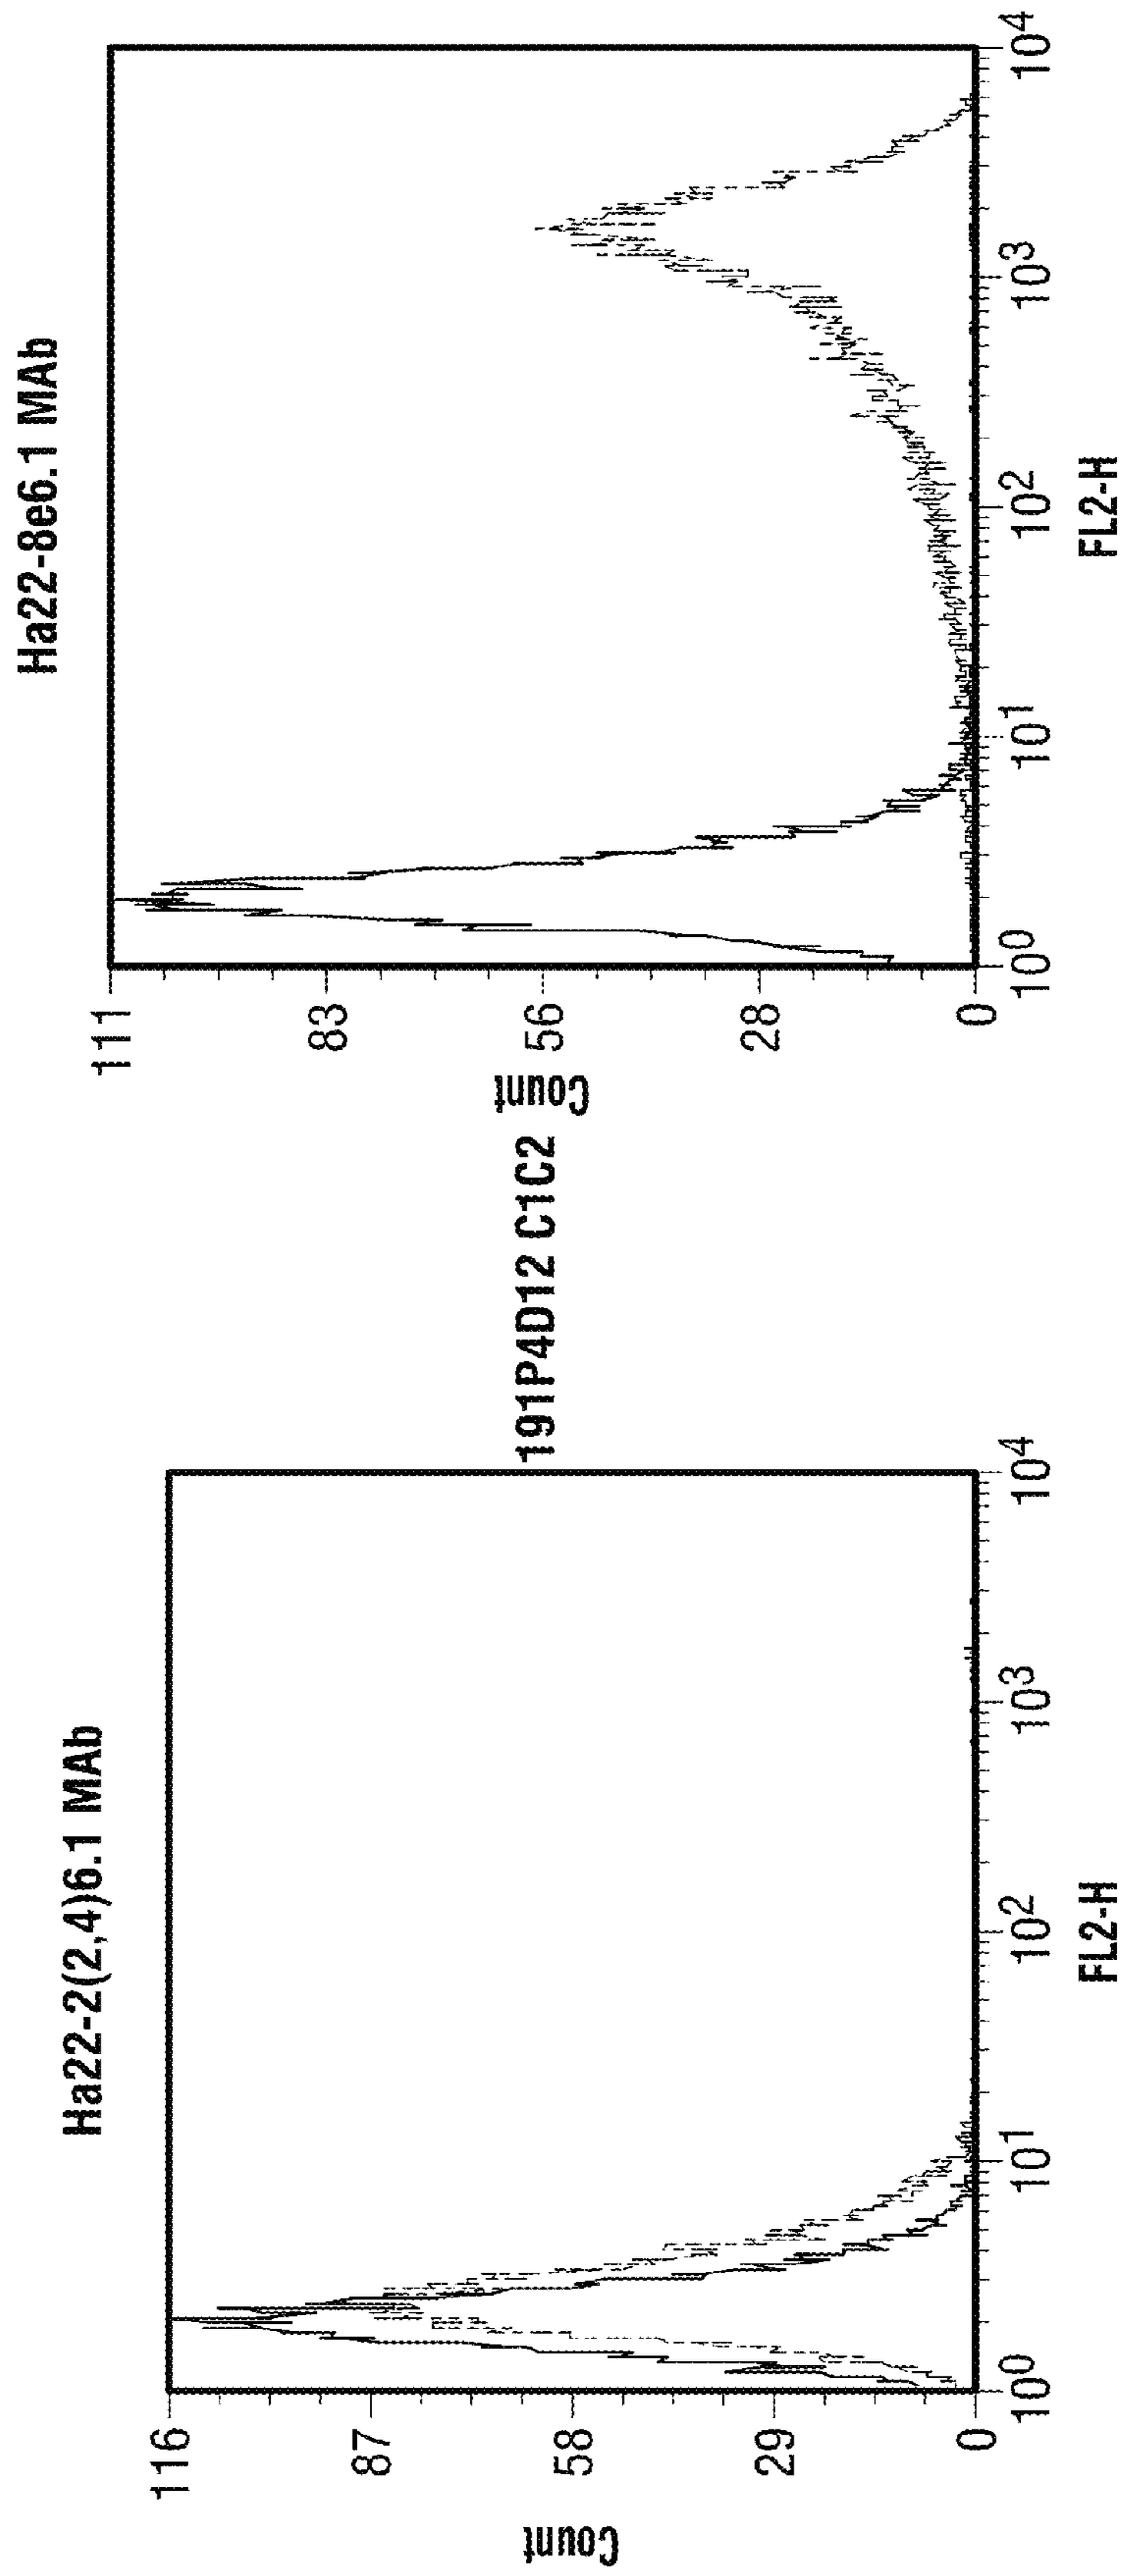 Ha22-2(2,4)6.1 MAb
Count
116
87
58
29
0
10⁰
10¹
10²
10³
10⁴
FL2-H
191P4D12 C1C2
Ha22-8e6.1 MAb
Count
111
83
56
28
0
10⁰
10¹
10²
10³
10⁴
FL2-H